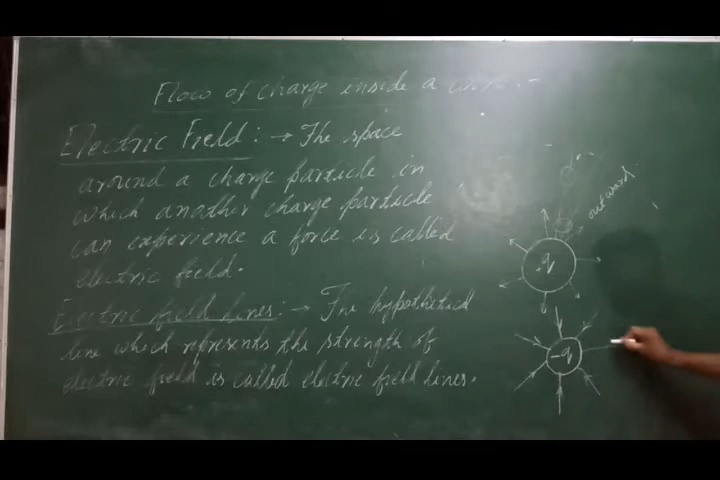 Flow of charge inside a wire:-
Electric Field:→ The space
around a charge particle in
which another charge particle
can experience a force is called
electric field.
Electric field lines:→ The hypothetical
line which represents the strength of
electric field is called electric field lines.
outward
+q
-q